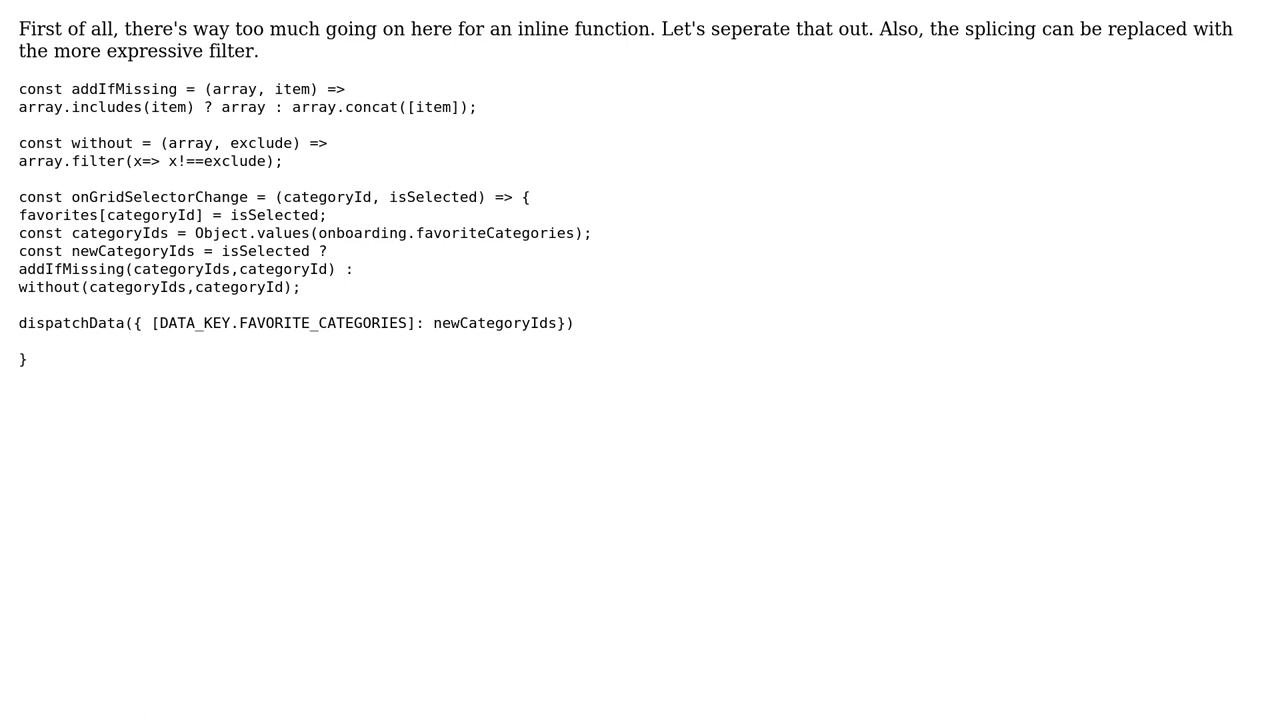 First of all, there's way too much going on here for an inline function. Let's seperate that out. Also, the splicing can be replaced with
the more expressive filter.
const addIfMissing = (array, item) =>
array.includes(item) ? array : array.concat([item]);
const without = (array, exclude) =>
array.filter(x=> x!==exclude);
const onGridSelectorChange = (categoryId, isSelected) => {
favorites[categoryId] = isSelected;
const categoryIds = Object.values(onboarding.favoriteCategories);
const newCategoryIds = isSelected ?
addIfMissing(categoryIds,categoryId) :
without(categoryIds,categoryId);
dispatchData({ [DATA_KEY.FAVORITE_CATEGORIES]: newCategoryIds})
}